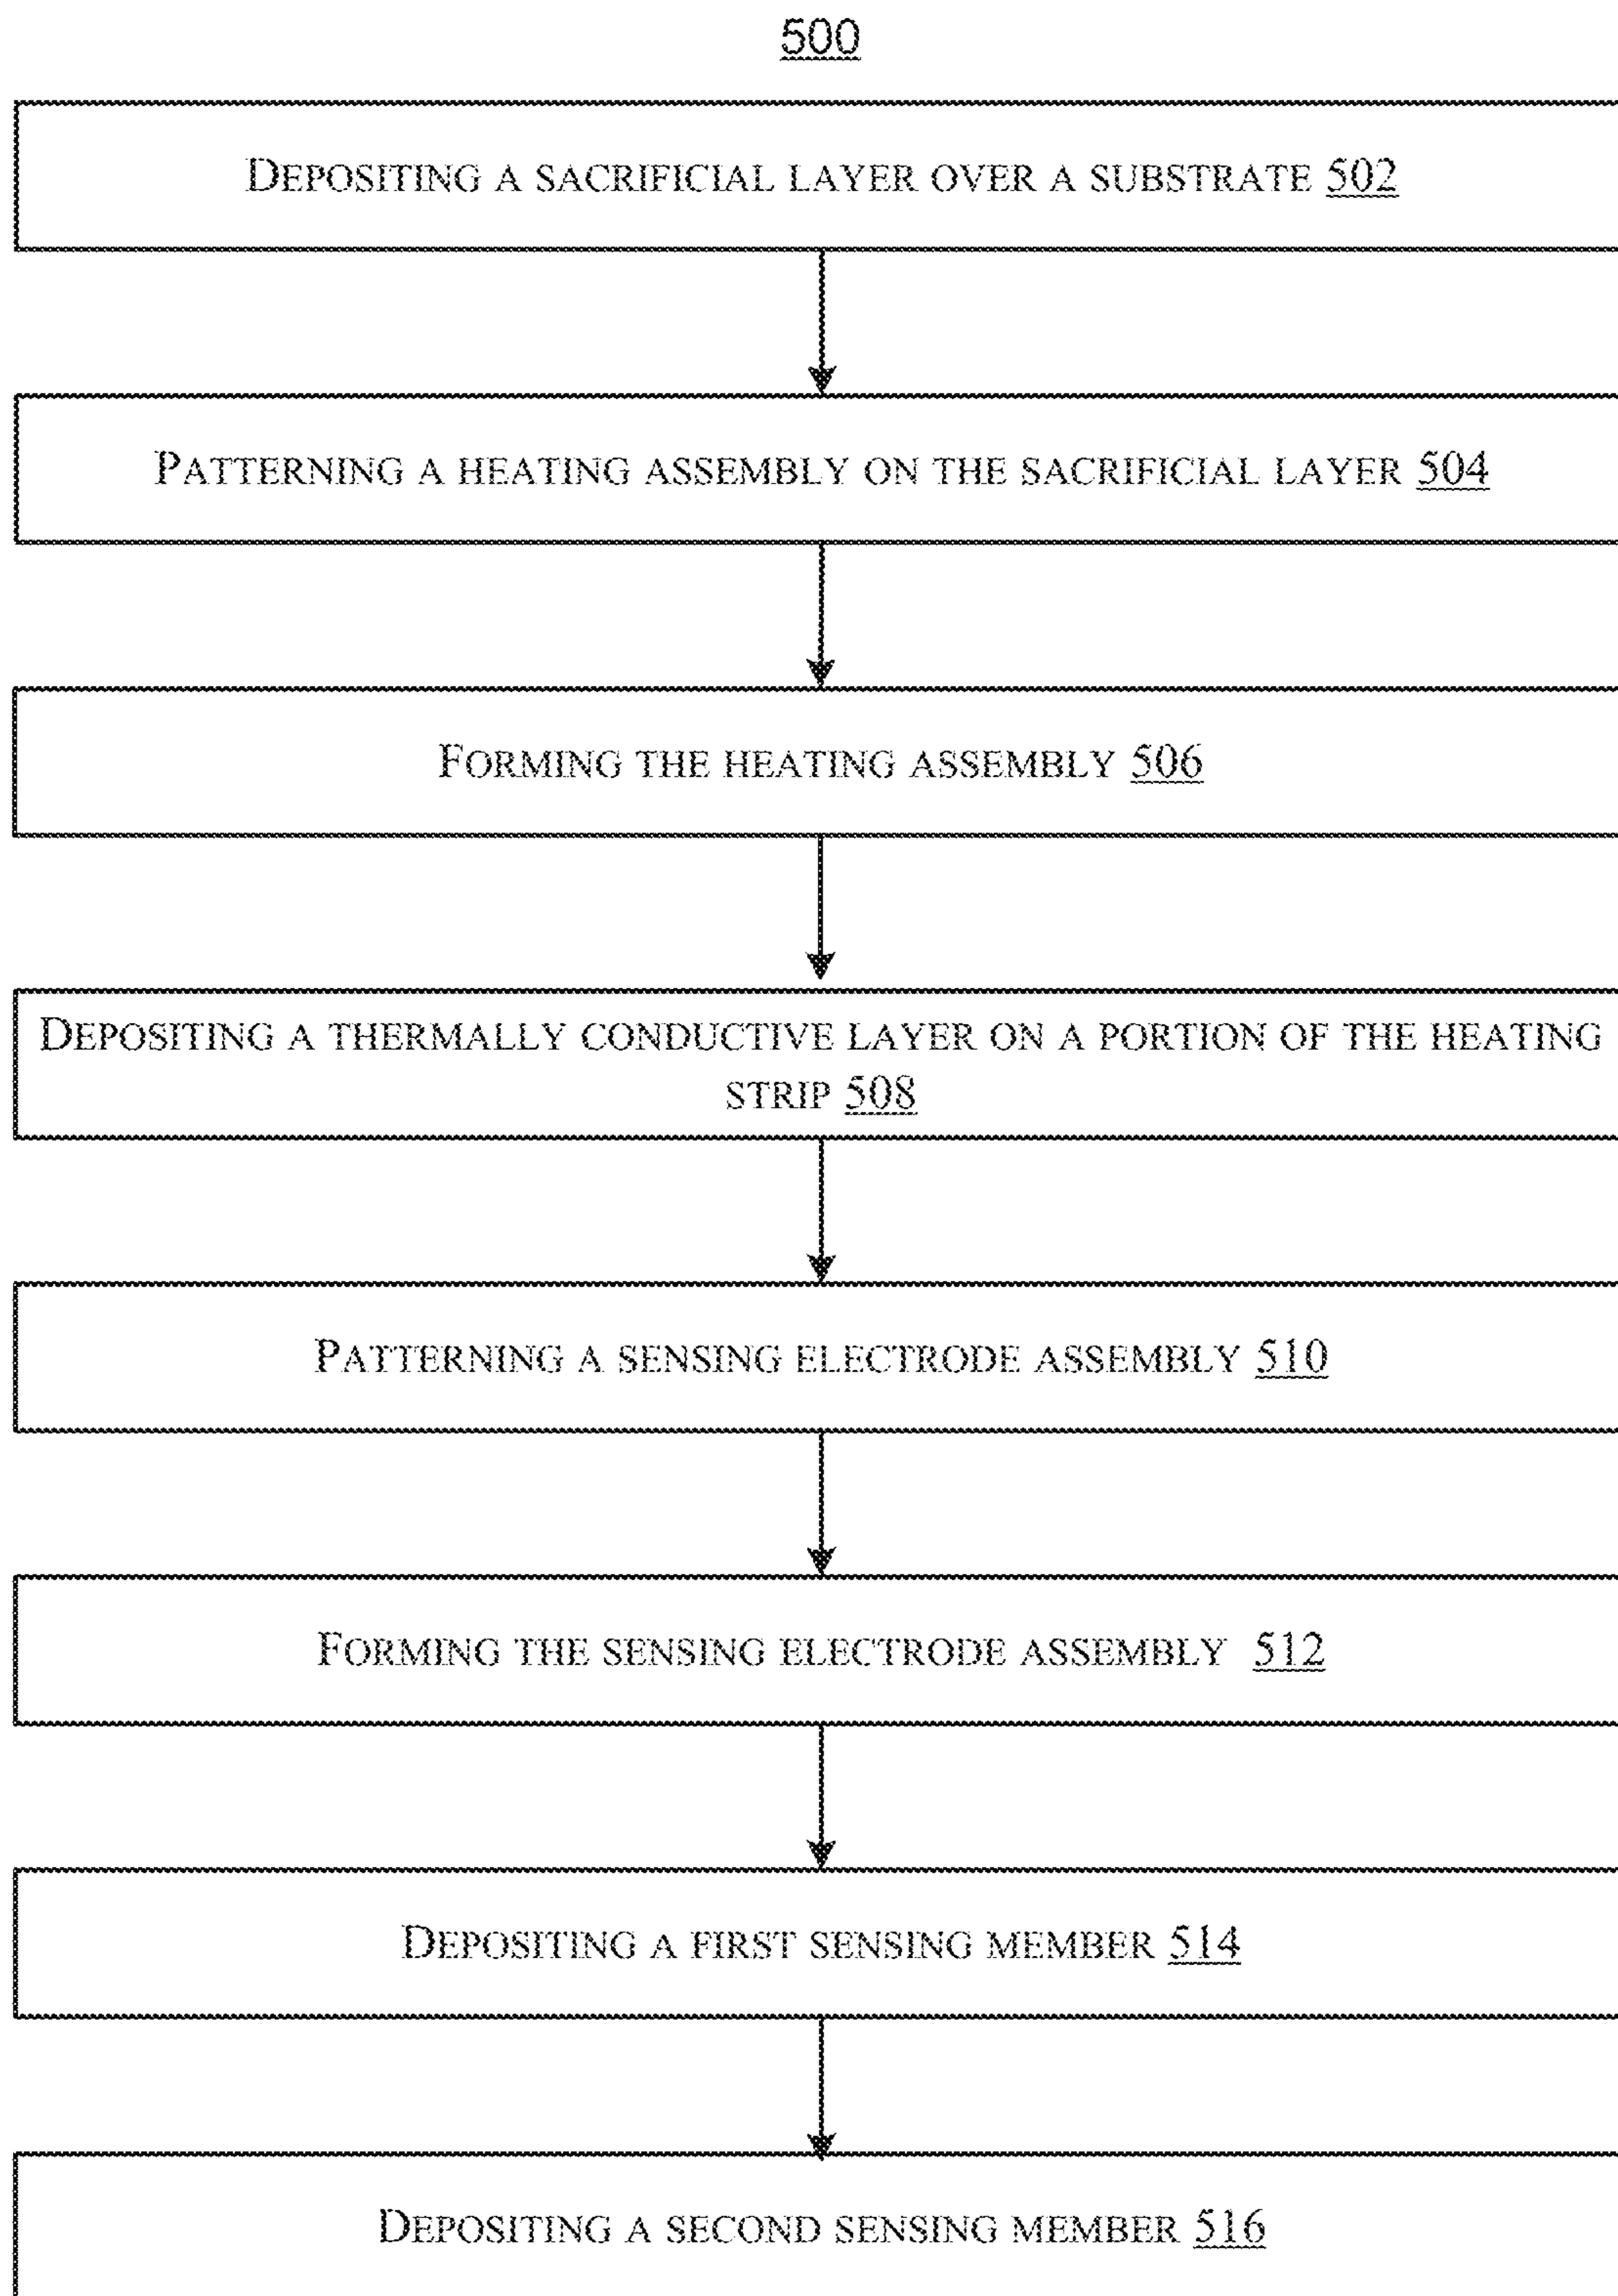 500
DEPOSITING A SACRIFICIAL LAYER OVER A SUBSTRATE 502
PATTERNING A HEATING ASSEMBLY ON THE SACRIFICIAL LAYER 504
FORMING THE HEATING ASSEMBLY 506
DEPOSITING A THERMALLY CONDUCTIVE LAYER ON A PORTION OF THE HEATING
STRIP 508
PATTERNING A SENSING ELECTRODE ASSEMBLY 510
FORMING THE SENSING ELECTRODE ASSEMBLY 512
DEPOSITING A FIRST SENSING MEMBER 514
DEPOSITING A SECOND SENSING MEMBER 516